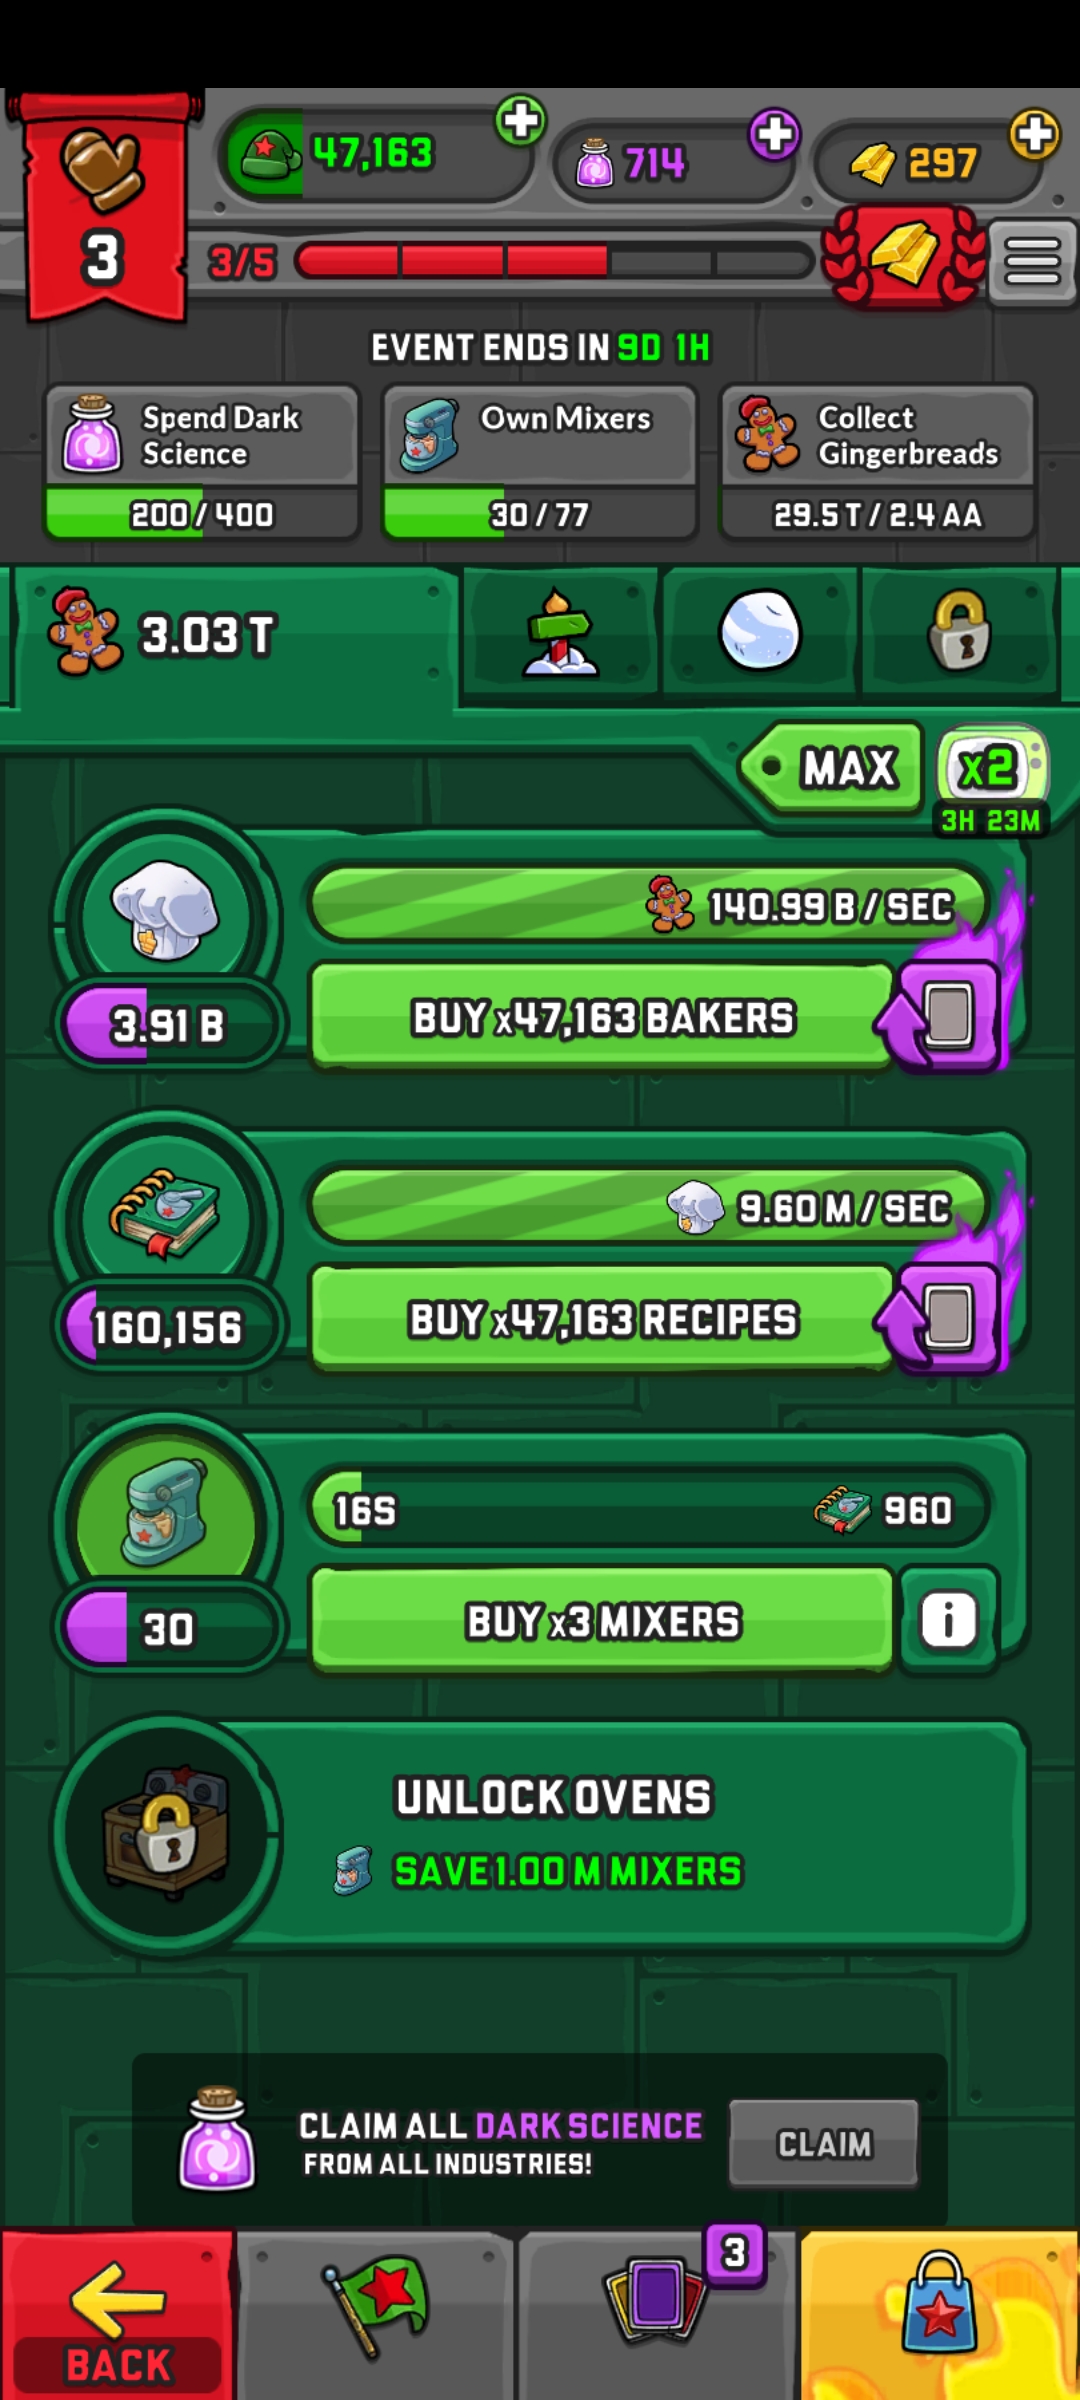 47,163
714
297
3
3/5
EVENT ENDS IN 9D 1H
Spend Dark
Science
200 / 400
Own Mixers
30 / 77
Collect
Gingerbreads
29.5 T / 2.4 AA
3.03 T
MAX
x2
3H 23M
140.99 B / SEC
3.91 B
BUY x47,163 BAKERS
9.60 M / SEC
160,156
BUY x47,163 RECIPES
16S
960
30
BUY x3 MIXERS
i
UNLOCK OVENS
SAVE 1.00 M MIXERS
CLAIM ALL DARK SCIENCE
FROM ALL INDUSTRIES!
CLAIM
3
BACK